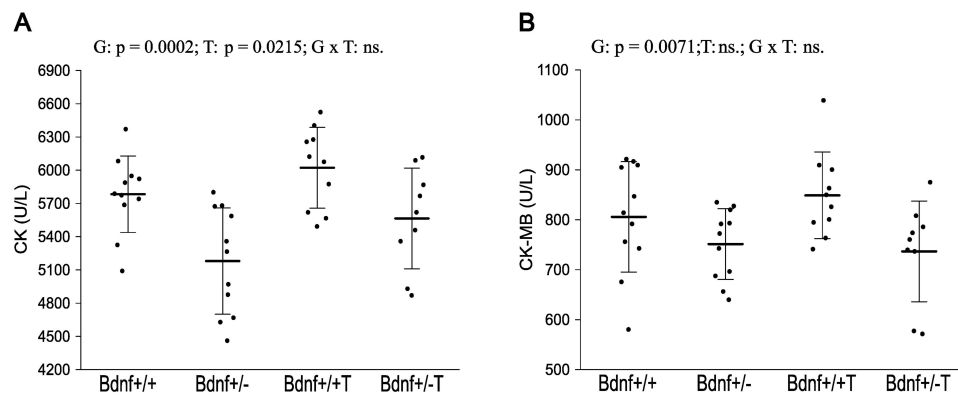 A
G: p = 0.0002; T: p = 0.0215; G x T: ns.
CK (U/L)
6900
6600
6300
6000
5700
5400
5100
4800
4500
4200
Bdnf+/+ Bdnf+/- Bdnf+/+T Bdnf+/-T
B
G: p = 0.0071;T: ns.; G x T: ns.
CK-MB (U/L)
1100
1000
900
800
700
600
500
Bdnf+/+ Bdnf+/- Bdnf+/+T Bdnf+/-T